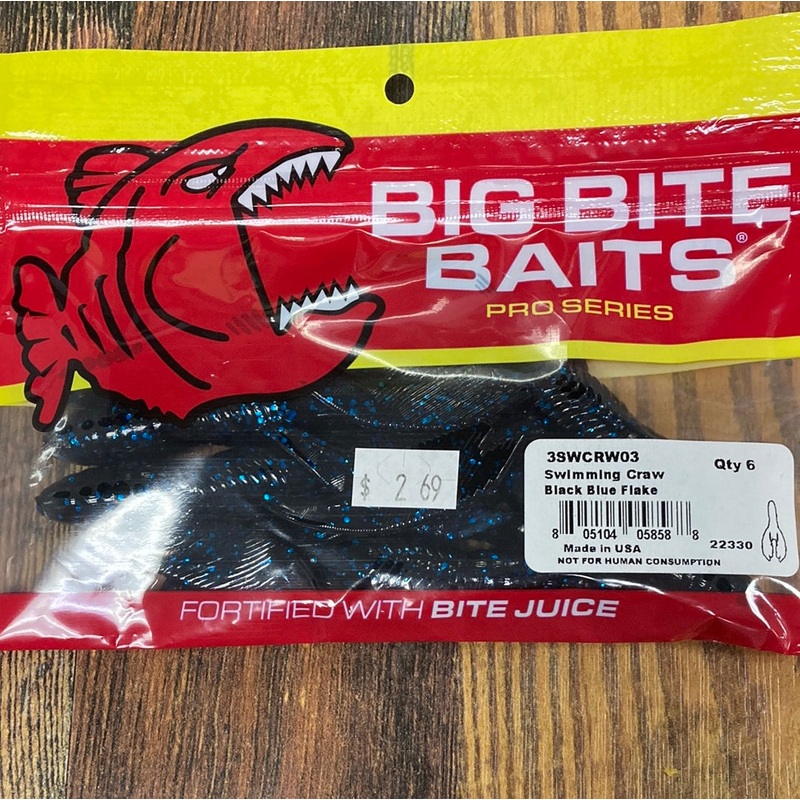 BIG BITE
BAITS®
PRO SERIES
$ 2 69
3SWCRW03
Qty 6
Swimming Craw
Black Blue Flake
8 05104 05858 8
Made in USA
22330
NOT FOR HUMAN CONSUMPTION
FORTIFIED WITH BITE JUICE